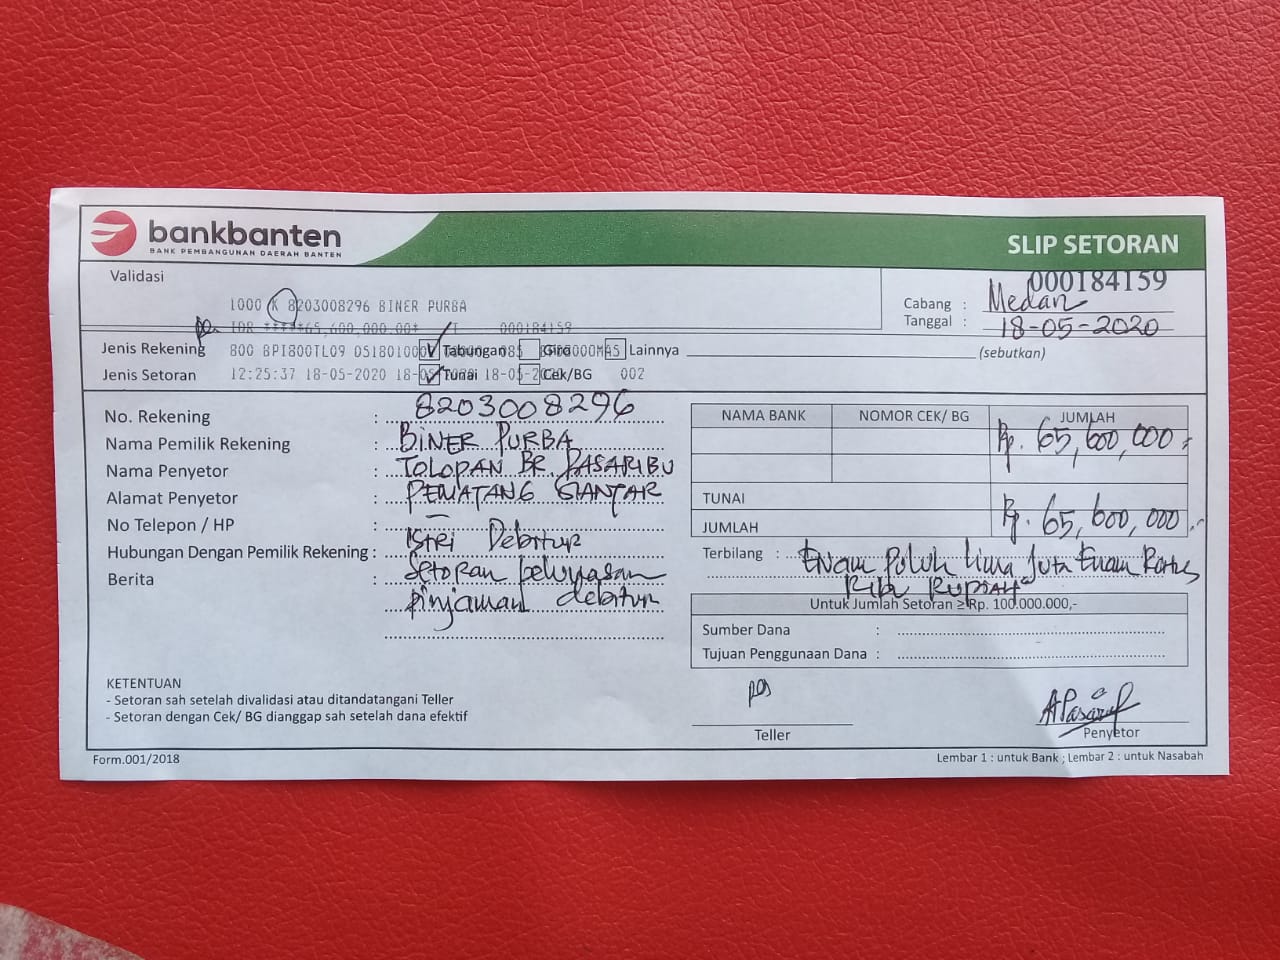 bankbanten
BANK PEMBANGUNAN DAERAH BANTEN
SLIP SETORAN
000184159
Validasi
1000 K 8203008296 BINER PURBA
IDR *****65,600,000.00*
000184159
Cabang : Medan
Tanggal : 18-05-2020
Jenis Rekening
800 BPI800TL09
Tabungan Giro Lainnya (sebutkan)
Jenis Setoran
12:25:37 18-05-2020
Tunai Cek/BG
002
No. Rekening : 8203008296
Nama Pemilik Rekening : BINER PURBA
Nama Penyetor : TOLOPAN BR PASARIBU
Alamat Penyetor : PEMATANG SIANTAR
No Telepon / HP : -
Hubungan Dengan Pemilik Rekening : Istri Debitur
Berita : Setoran pelunasan
pinjaman debitur
NAMA BANK NOMOR CEK/ BG JUMLAH
Rp. 65,600,000,-
TUNAI
JUMLAH Rp. 65,600,000,-
Terbilang : Enam Puluh Lima Juta Enam Ratus
Ribu Rupiah
Untuk Jumlah Setoran ≥ Rp. 100.000.000,-
Sumber Dana :
Tujuan Penggunaan Dana :
KETENTUAN
- Setoran sah setelah divalidasi atau ditandatangani Teller
- Setoran dengan Cek/ BG dianggap sah setelah dana efektif
Teller
Penyetor
Form.001/2018
Lembar 1 : untuk Bank ; Lembar 2 : untuk Nasabah